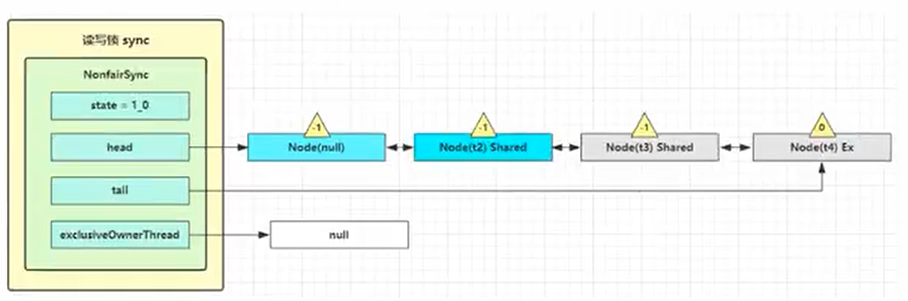 读写锁 sync
NonfairSync
state = 1_0
head
tail
exclusiveOwnerThread
-1
Node(null)
-1
Node(t2) Shared
-1
Node(t3) Shared
0
Node(t4) Ex
null